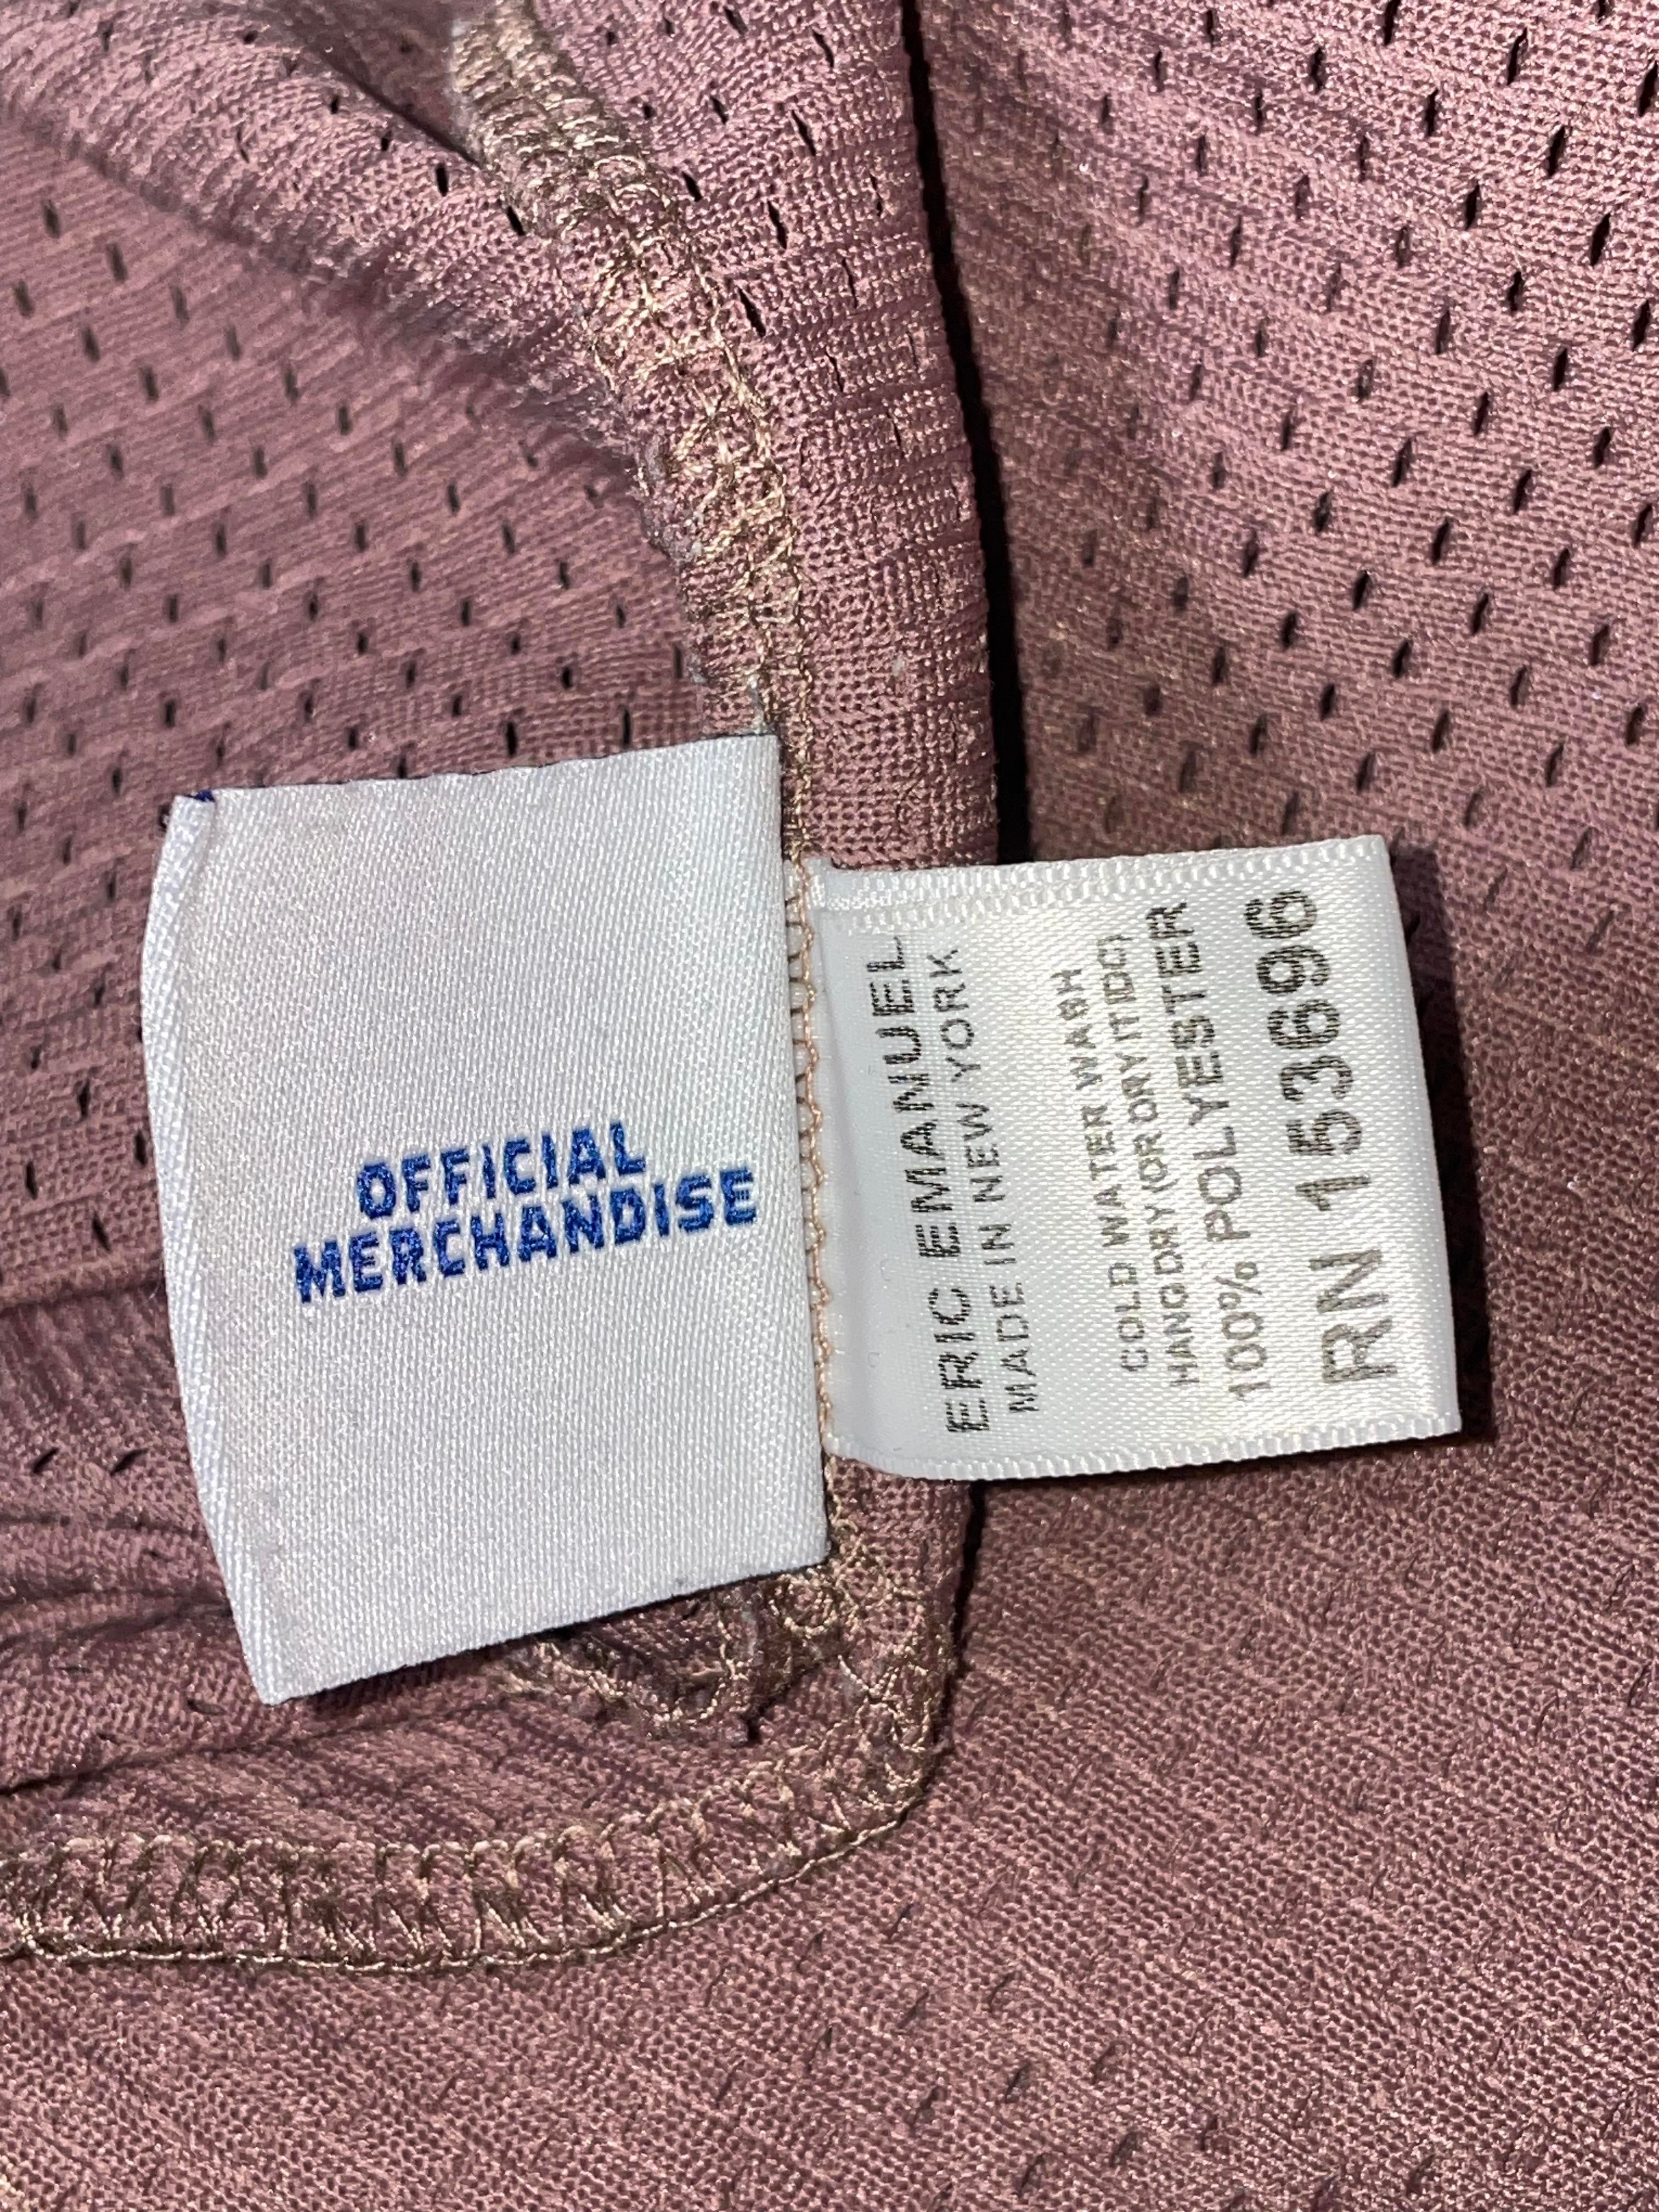 OFFICIAL
MERCHANDISE
ERIC EMANUEL
MADE IN NEW YORK
COLD WATER WASH
HANG DRY (OR DRY IT IDC)
100% POLYESTER
RN 153696